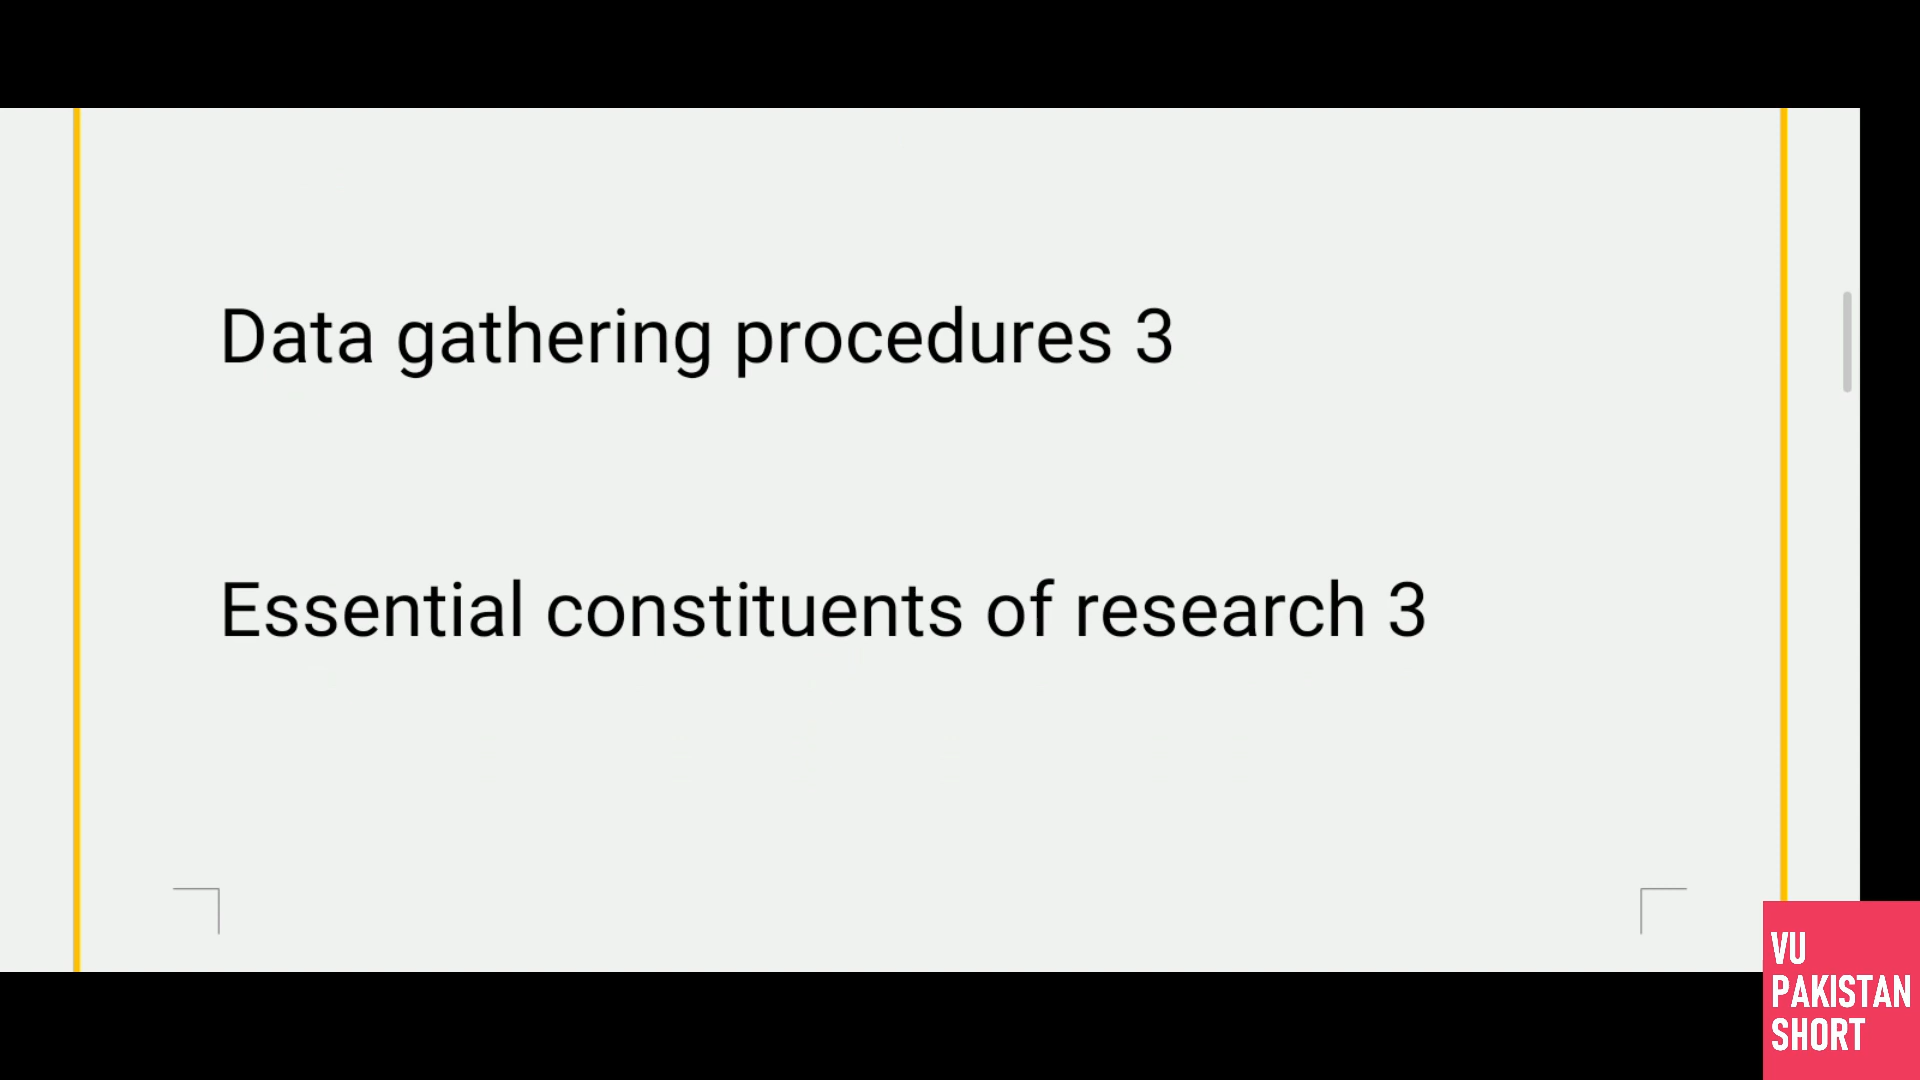 Data gathering procedures 3
Essential constituents of research 3
VU
PAKISTAN
SHORT